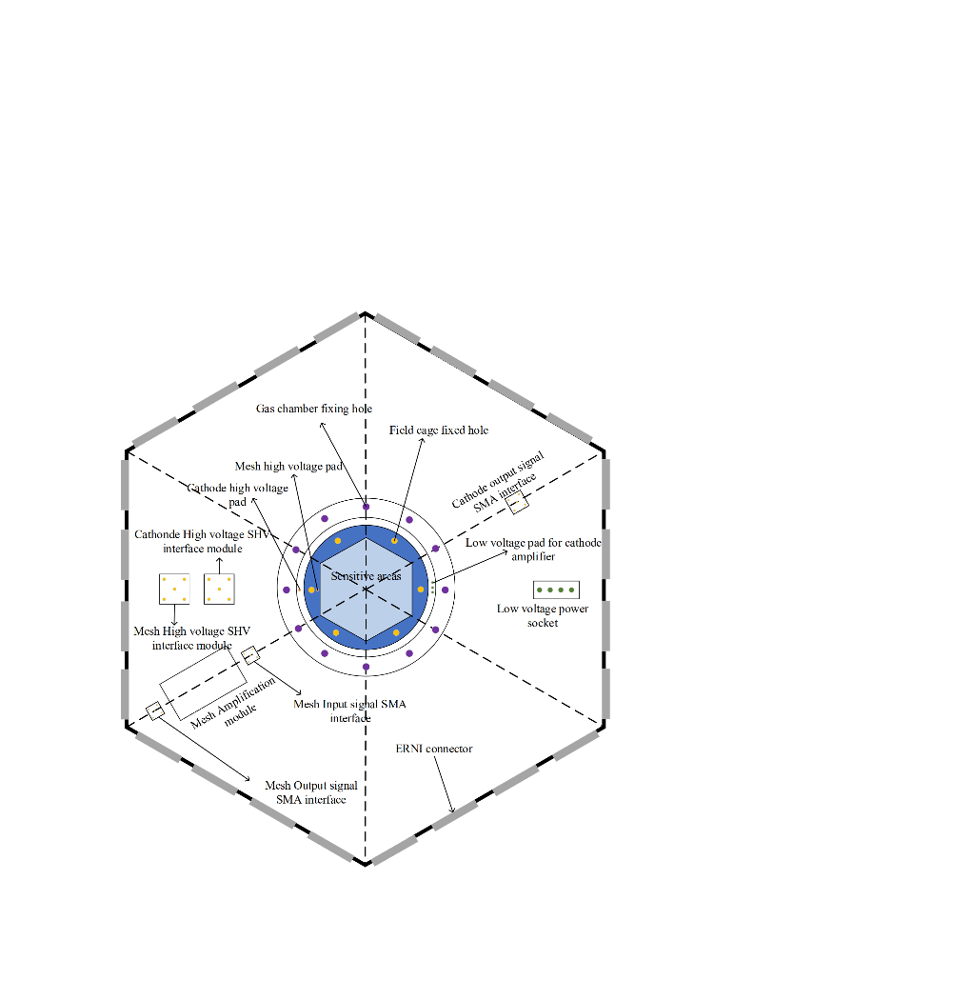 Gas chamber fixing hole
Field cage fixed hole
Mesh high voltage pad
Cathode high voltage
pad
Cathode output signal
SMA interface
Cathonde High voltage SHV
interface module
Low voltage pad for cathode
amplifier
Sensitive areas
Low voltage power
socket
Mesh High voltage SHV
interface module
Mesh Amplification
module
Mesh Input signal SMA
interface
ERNI connector
Mesh Output signal
SMA interface